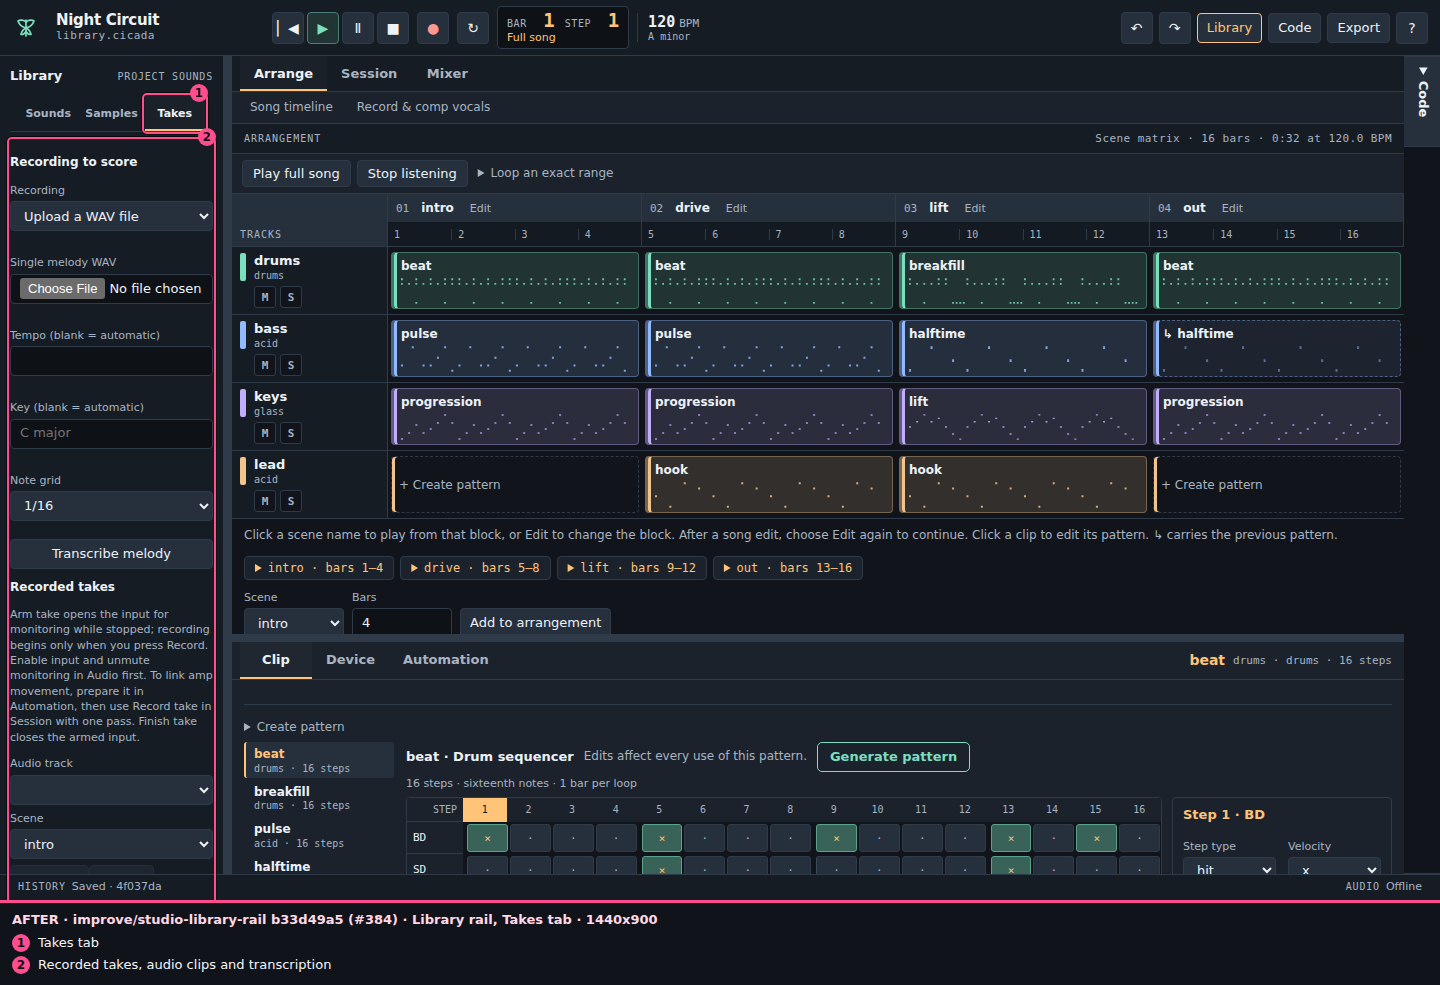 Night Circuit
library.cicada
BAR 1 STEP 1
Full song
120 BPM
A minor
Library Code Export ?
Library PROJECT SOUNDS
Sounds Samples Takes
1
2
Recording to score
Recording
Upload a WAV file
Single melody WAV
Choose File No file chosen
Tempo (blank = automatic)
Key (blank = automatic)
C major
Note grid
1/16
Transcribe melody
Recorded takes
Arm take opens the input for
monitoring while stopped; recording
begins only when you press Record.
Enable input and unmute
monitoring in Audio first. To link amp
movement, prepare it in
Automation, then use Record take in
Session with one pass. Finish take
closes the armed input.
Audio track
Scene
intro
Arrange Session Mixer
Song timeline Record & comp vocals
ARRANGEMENT Scene matrix · 16 bars · 0:32 at 120.0 BPM
Play full song Stop listening ▶ Loop an exact range
01 intro Edit 02 drive Edit 03 lift Edit 04 out Edit
TRACKS 1 2 3 4 5 6 7 8 9 10 11 12 13 14 15 16
drums
drums
M S
beat beat breakfill beat
bass
acid
M S
pulse pulse halftime ↳ halftime
keys
glass
M S
progression progression lift progression
lead
acid
M S
+ Create pattern hook hook + Create pattern
Click a scene name to play from that block, or Edit to change the block. After a song edit, choose Edit again to continue. Click a clip to edit its pattern. ↳ carries the previous pattern.
▶ intro · bars 1–4 ▶ drive · bars 5–8 ▶ lift · bars 9–12 ▶ out · bars 13–16
Scene Bars
intro 4 Add to arrangement
Clip Device Automation beat drums · drums · 16 steps
▶ Create pattern
beat
drums · 16 steps
breakfill
drums · 16 steps
pulse
acid · 16 steps
halftime
beat · Drum sequencer Edits affect every use of this pattern. Generate pattern
16 steps · sixteenth notes · 1 bar per loop
STEP 1 2 3 4 5 6 7 8 9 10 11 12 13 14 15 16
BD × · · · × · · · × · · · × · × ·
SD · · · · × · · · · · · · × · · ·
Step 1 · BD
Step type Velocity
hit x
◀ Code
HISTORY Saved · 4f037da AUDIO Offline
AFTER · improve/studio-library-rail b33d49a5 (#384) · Library rail, Takes tab · 1440x900
1 Takes tab
2 Recorded takes, audio clips and transcription